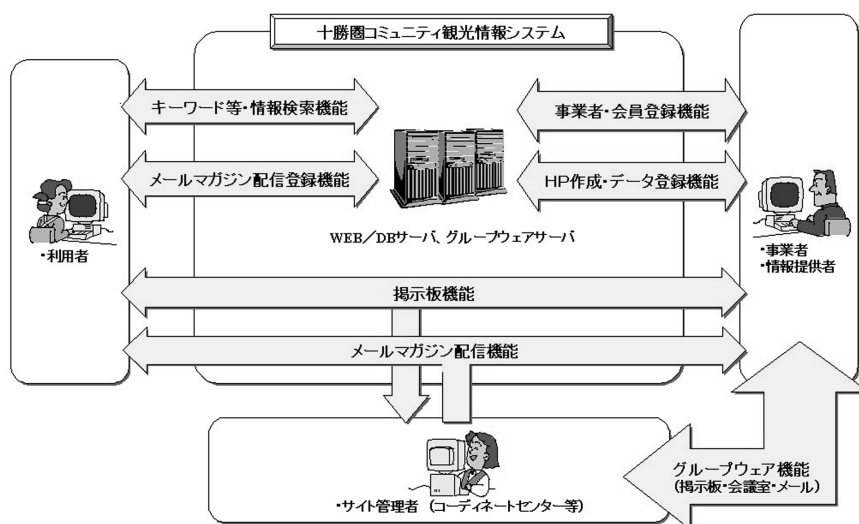 十勝圏コミュニティ観光情報システム
キーワード等・情報検索機能
事業者・会員登録機能
メールマガジン配信登録機能
HP作成・データ登録機能
WEB/DBサーバ、グループウェアサーバ
・利用者
・事業者
・情報提供者
掲示板機能
メールマガジン配信機能
グループウェア機能
(掲示板・会議室・メール)
・サイト管理者 (コーディネートセンター等)